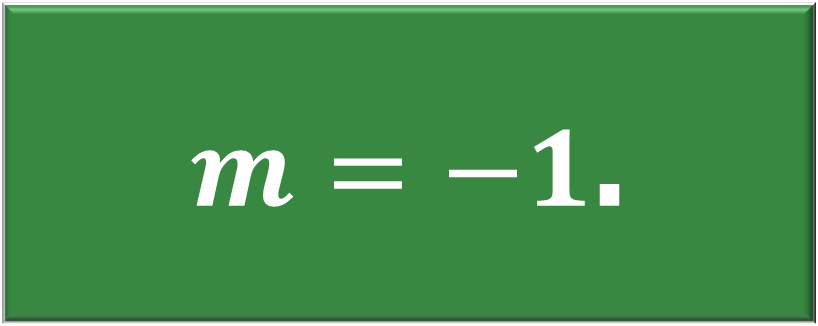 m = −1.